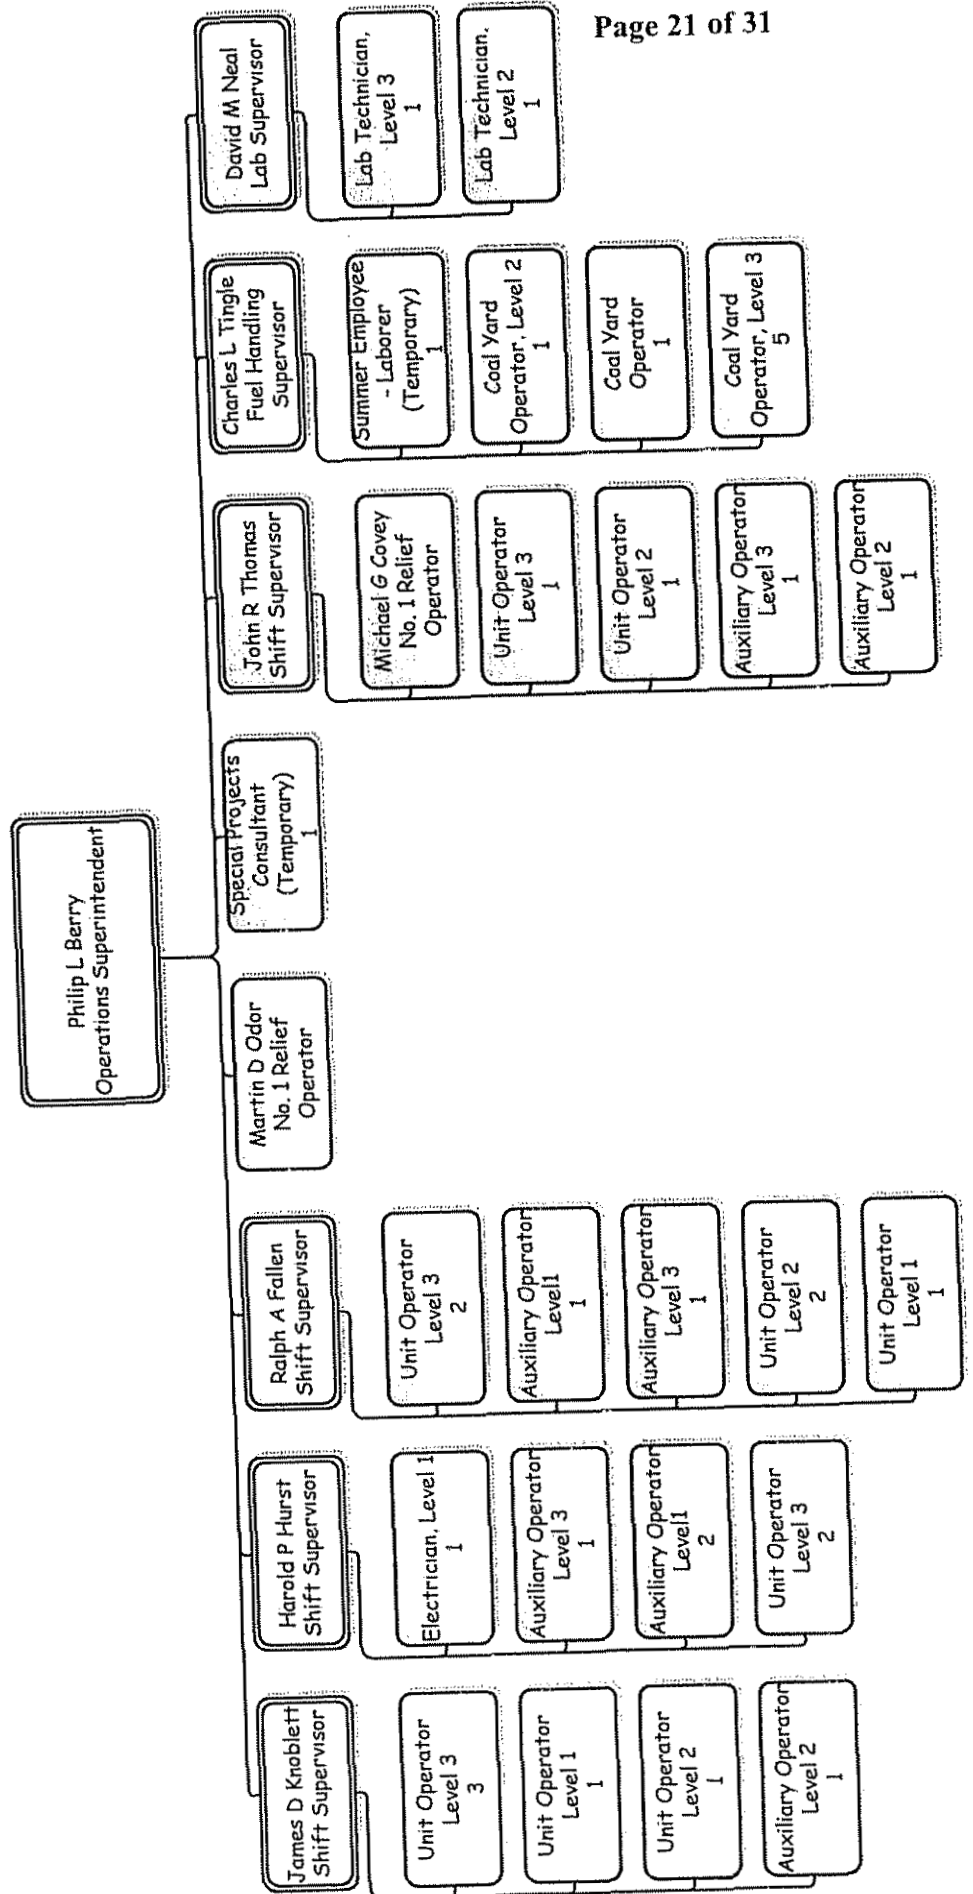 Page 21 of 31
Philip L Berry
Operations Superintendent
James D Knoblett
Shift Supervisor
Unit Operator
Level 3
3
Unit Operator
Level 1
1
Unit Operator
Level 2
1
Auxiliary Operator
Level 2
1
Harold P Hurst
Shift Supervisor
Electrician, Level 1
1
Auxiliary Operator
Level 3
1
Auxiliary Operator
Level1
2
Unit Operator
Level 3
2
Ralph A Fallen
Shift Supervisor
Unit Operator
Level 3
2
Auxiliary Operator
Level1
1
Auxiliary Operator
Level 3
1
Unit Operator
Level 2
2
Unit Operator
Level 1
1
Martin D Odor
No. 1 Relief
Operator
Special Projects
Consultant
(Temporary)
1
John R Thomas
Shift Supervisor
Michael G Covey
No. 1 Relief
Operator
Unit Operator
Level 3
1
Unit Operator
Level 2
1
Auxiliary Operator
Level 3
1
Auxiliary Operator
Level 2
1
Charles L Tingle
Fuel Handling
Supervisor
Summer Employee
- Laborer
(Temporary)
1
Coal Yard
Operator, Level 2
1
Coal Yard
Operator
1
Coal Yard
Operator, Level 3
5
David M Neal
Lab Supervisor
Lab Technician,
Level 3
1
Lab Technician,
Level 2
1